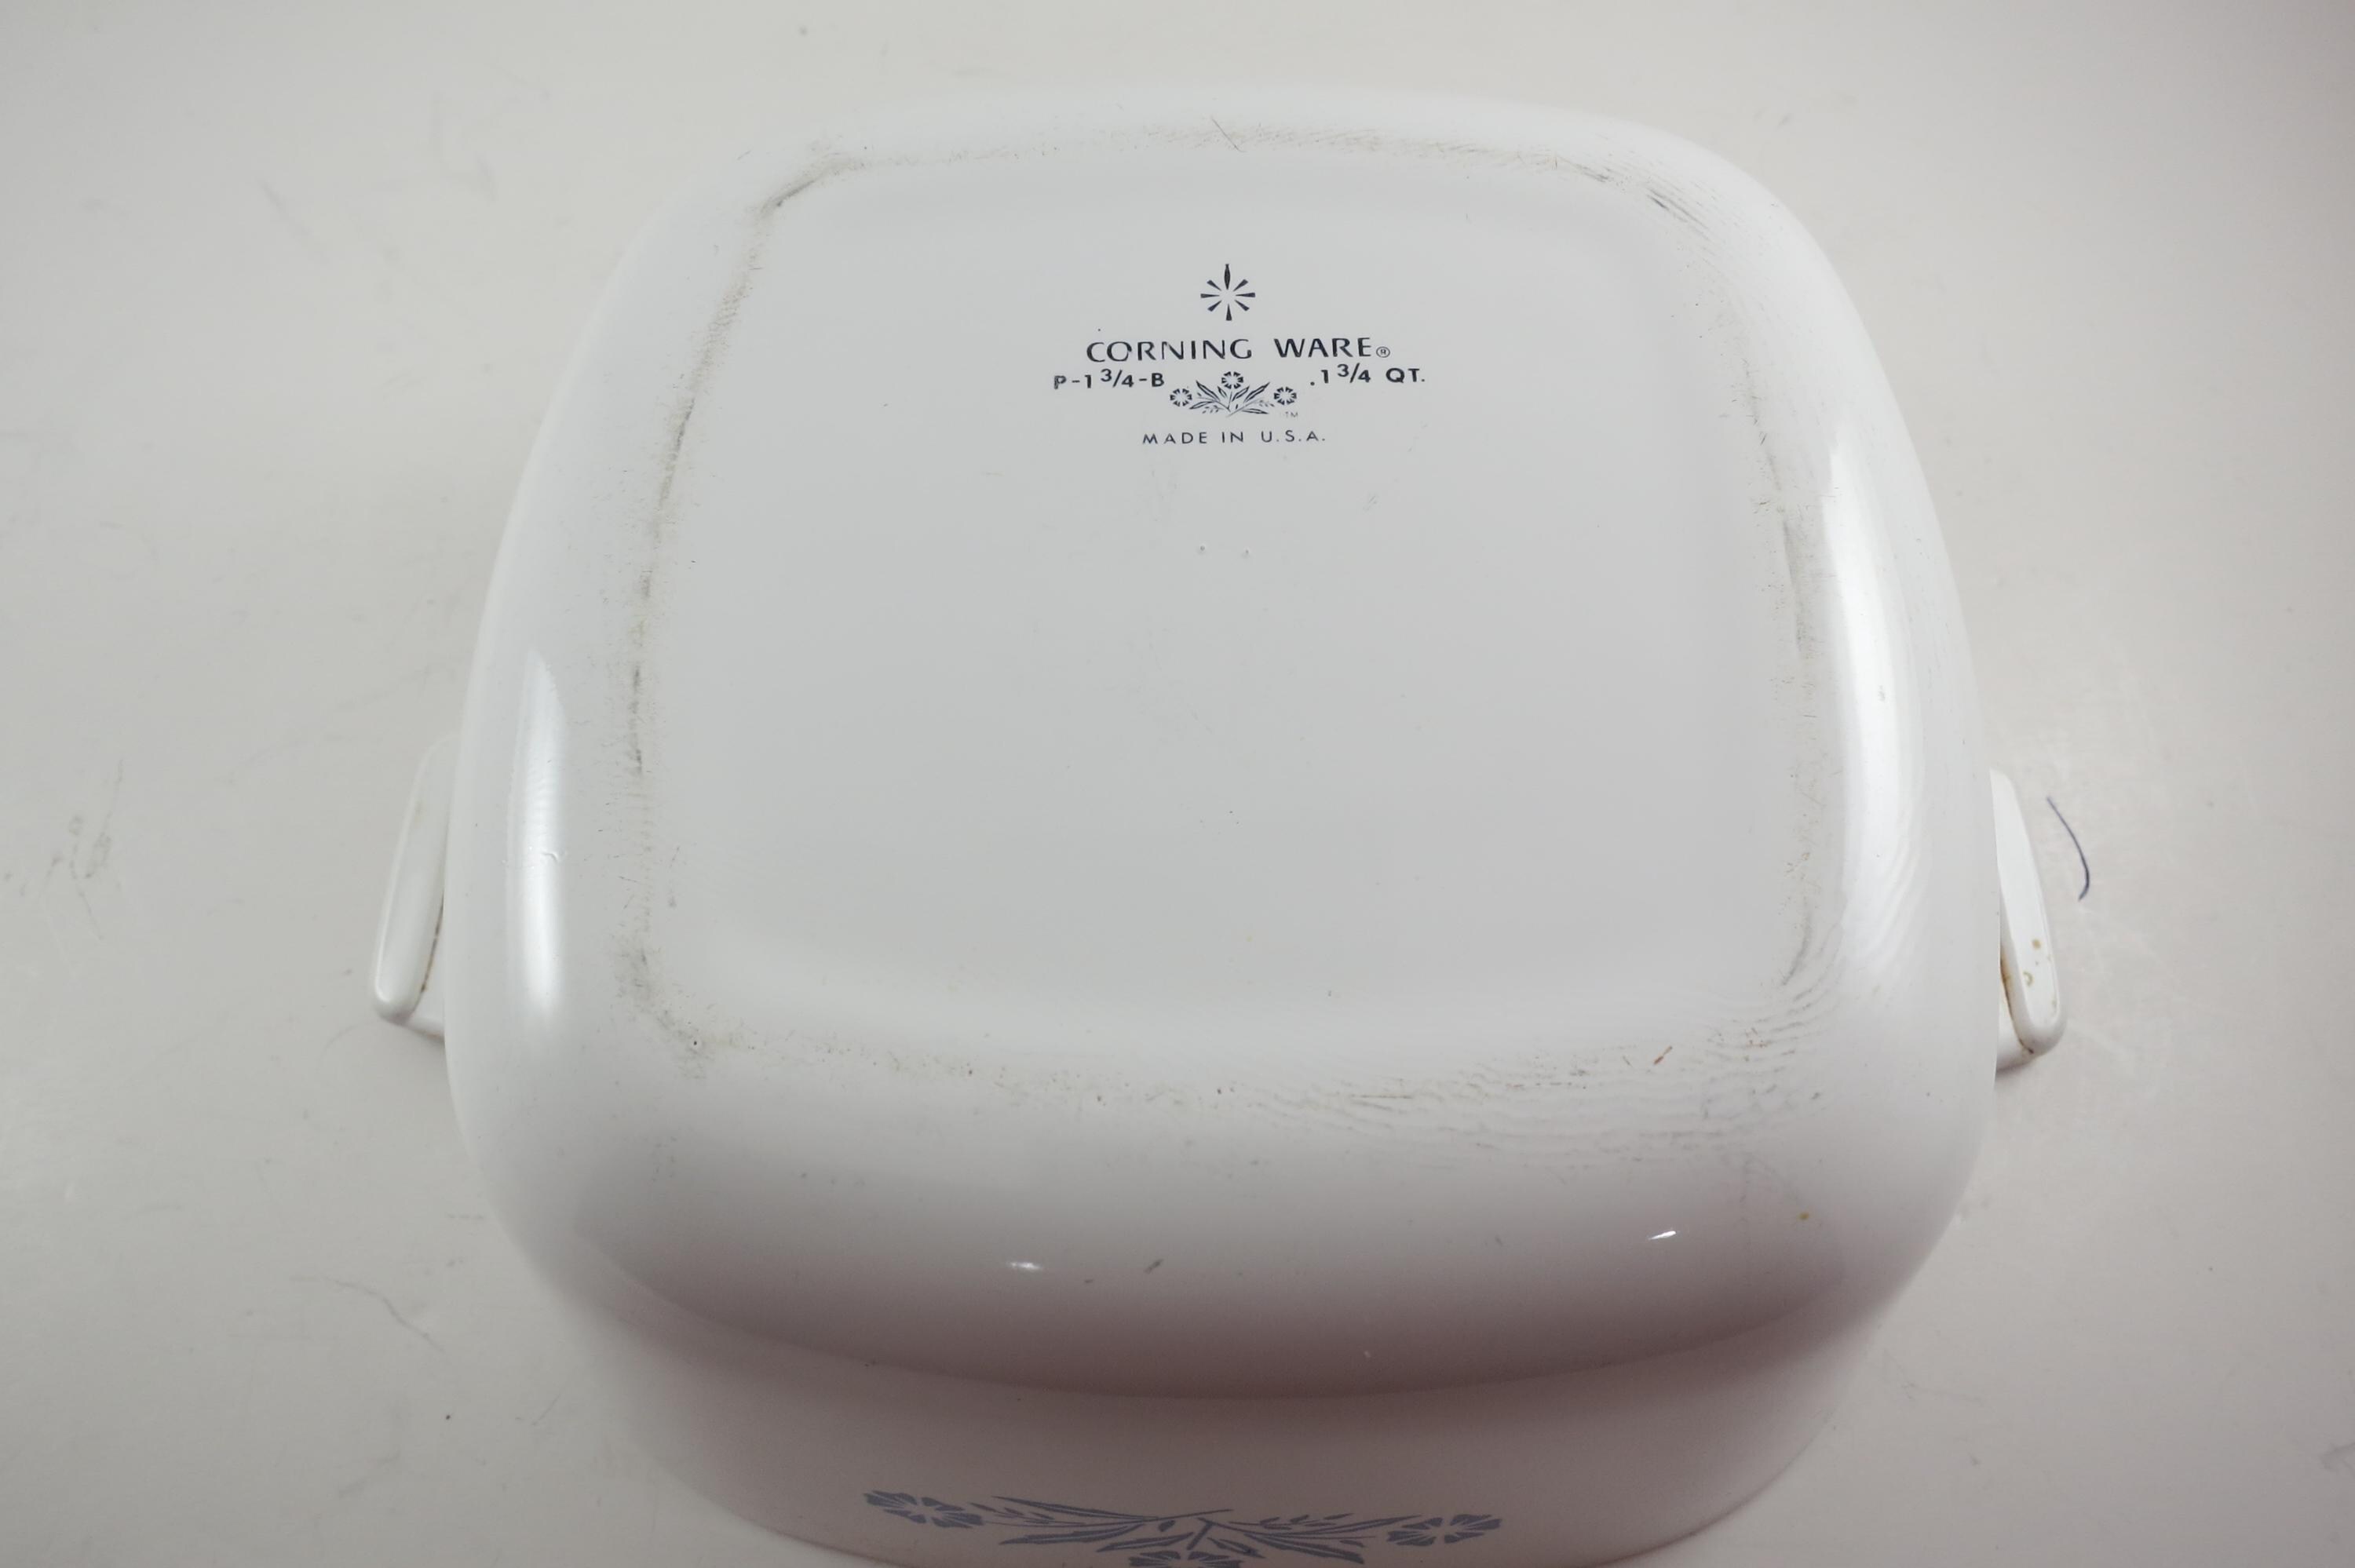 CORNING WARE®
P-1 3/4-B .1 3/4 QT.
TM
MADE IN U.S.A.